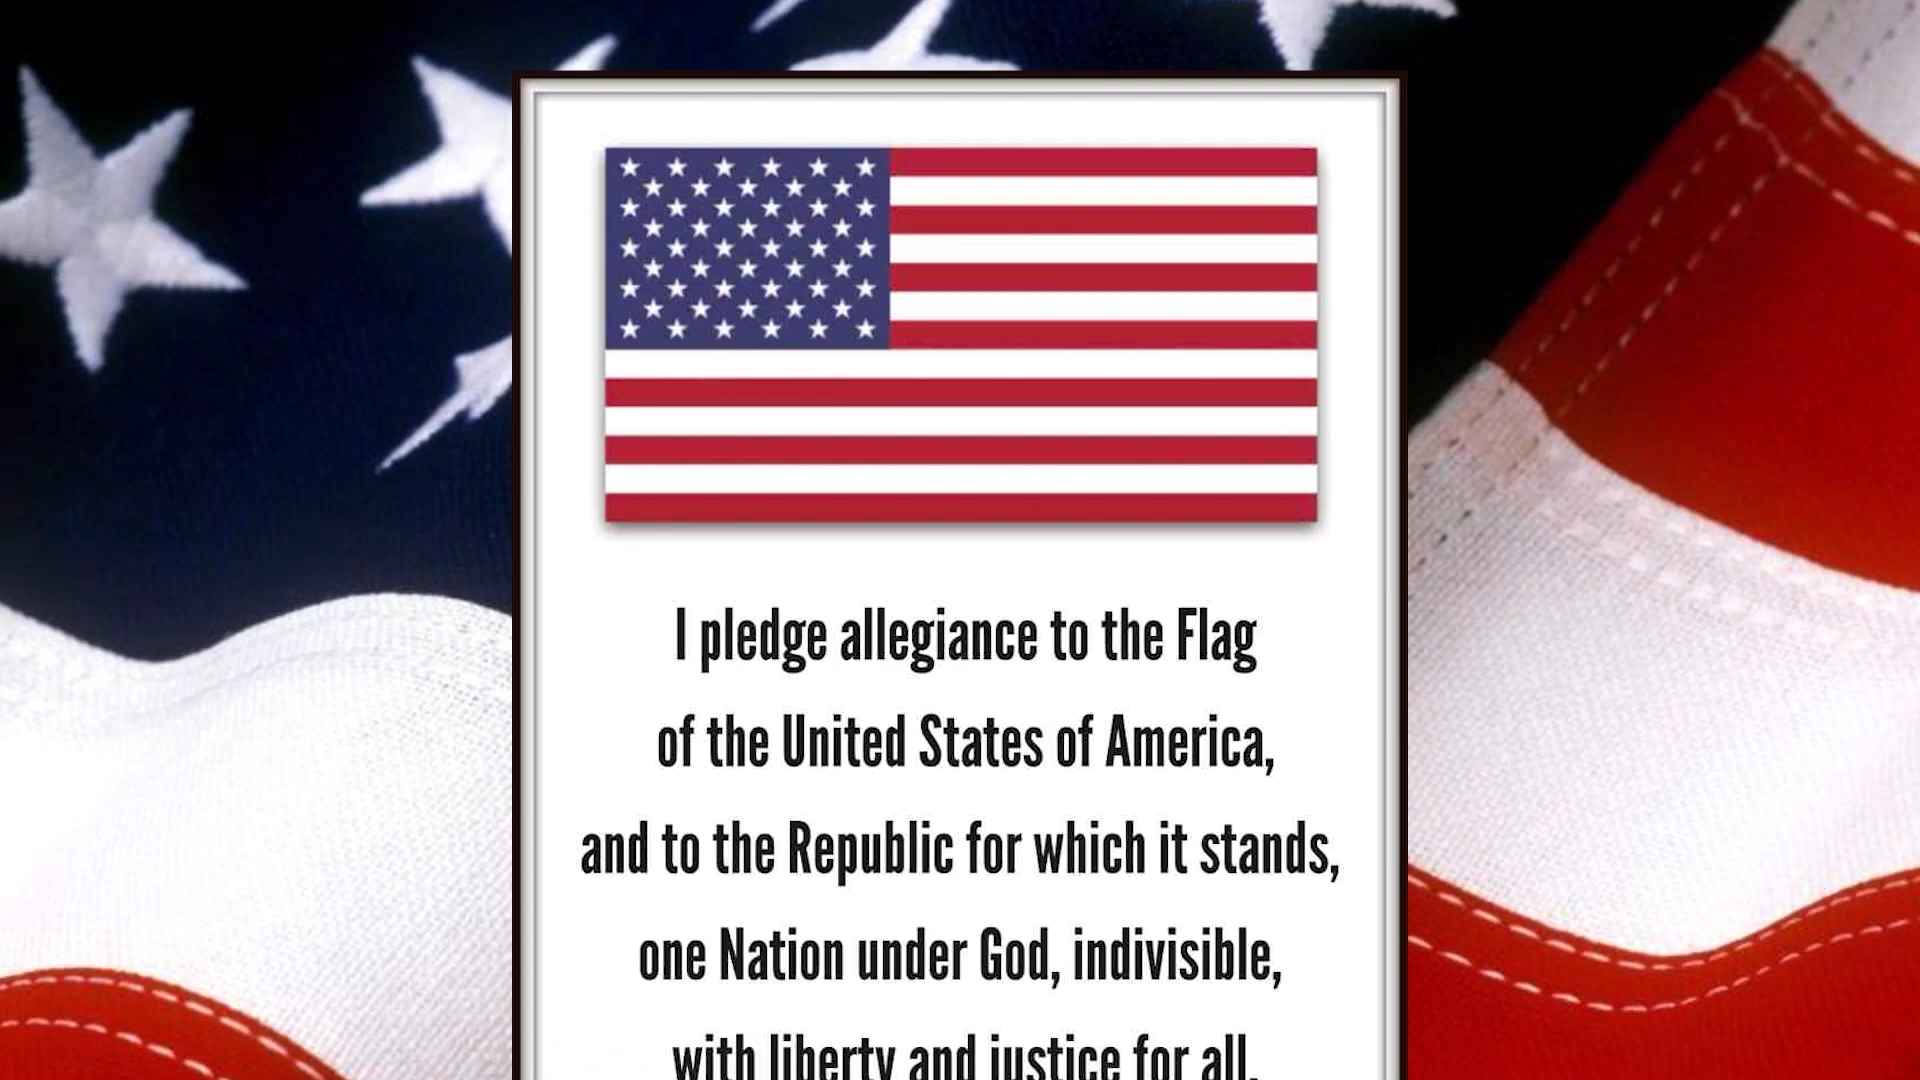 I pledge allegiance to the Flag
of the United States of America,
and to the Republic for which it stands,
one Nation under God, indivisible,
with liberty and justice for all.